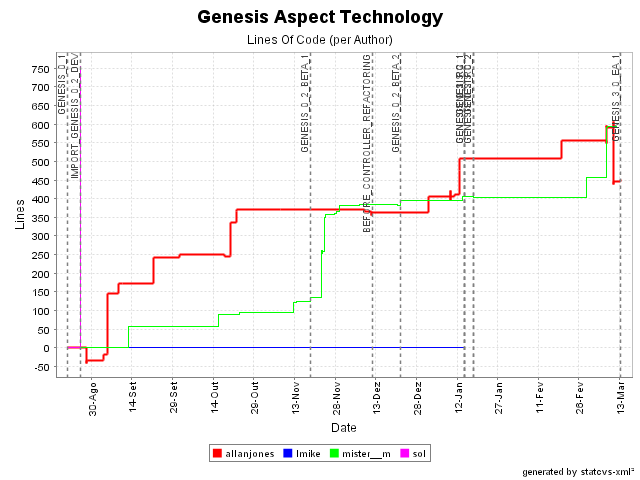 Genesis Aspect Technology
Lines Of Code (per Author)
Lines
750
700
650
600
550
500
450
400
350
300
250
200
150
100
50
0
-50
GENESIS_0_1
IMPORT_GENESIS_0_2_DEV
GENESIS_0_2_BETA_1
BEFORE_CONTROLLER_REFACTORING
GENESIS_0_2_BETA_2
GENESIS_3_0_EA_1
30-Ago
14-Set
29-Set
14-Out
29-Out
13-Nov
28-Nov
13-Dez
28-Dez
12-Jan
27-Jan
11-Fev
26-Fev
13-Mar
Date
allanjones
lmike
mister__m
sol
generated by statcvs-xml²